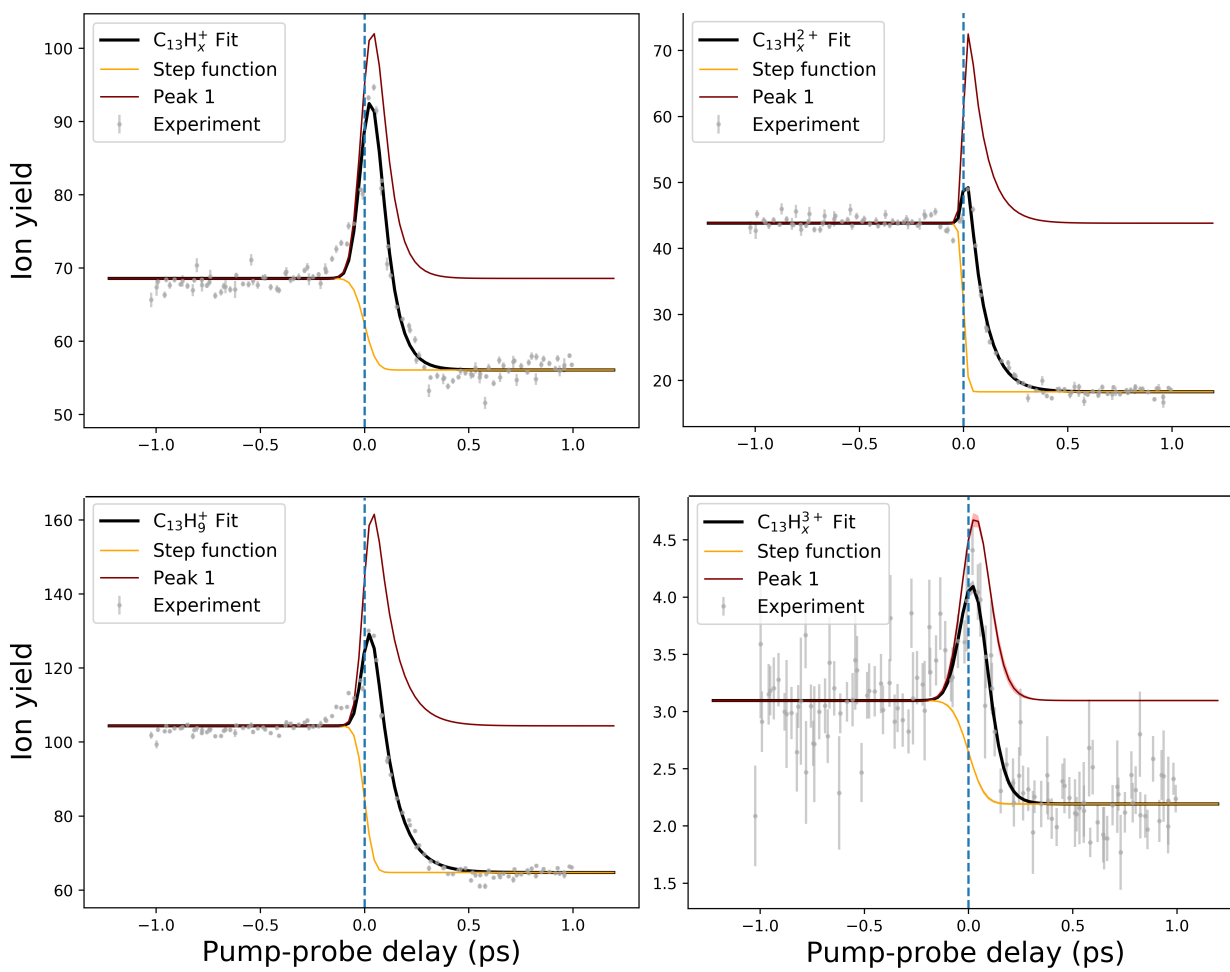 C₁₃Hₓ⁺ Fit
Step function
Peak 1
Experiment
Ion yield
100
90
80
70
60
50
−1.0 −0.5 0.0 0.5 1.0
C₁₃Hₓ²⁺ Fit
Step function
Peak 1
Experiment
70
60
50
40
30
20
−1.0 −0.5 0.0 0.5 1.0
C₁₃H₉⁺ Fit
Step function
Peak 1
Experiment
Ion yield
160
140
120
100
80
60
−1.0 −0.5 0.0 0.5 1.0
Pump-probe delay (ps)
C₁₃Hₓ³⁺ Fit
Step function
Peak 1
Experiment
4.5
4.0
3.5
3.0
2.5
2.0
1.5
−1.0 −0.5 0.0 0.5 1.0
Pump-probe delay (ps)